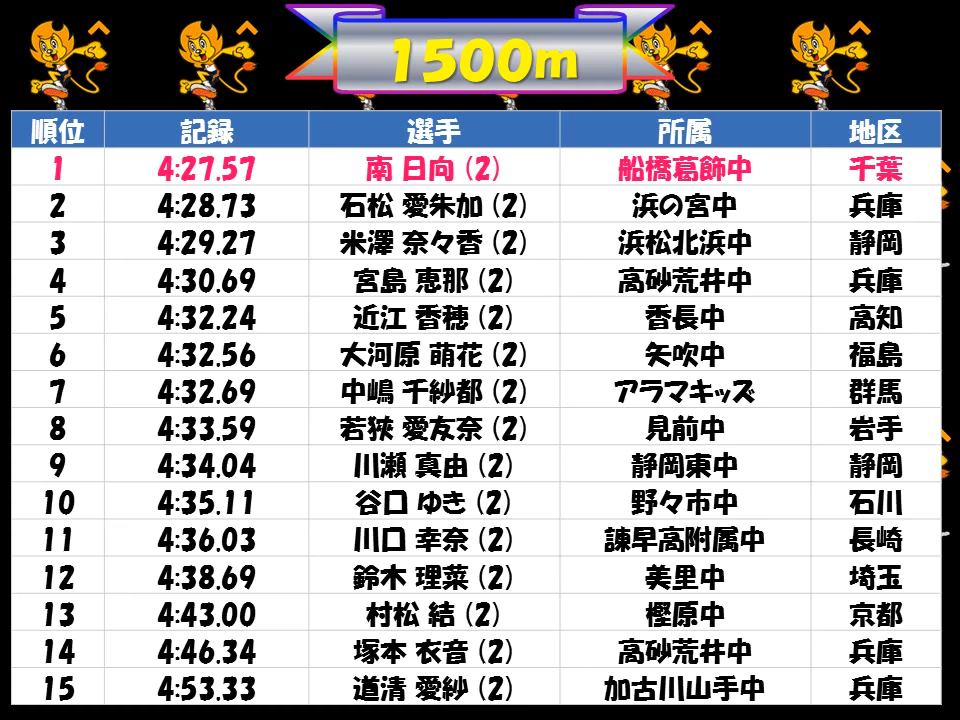 1500m
順位 記録 選手 所属 地区
1 4:27.57 南 日向 (2) 船橋葛飾中 千葉
2 4:28.73 石松 愛朱加 (2) 浜の宮中 兵庫
3 4:29.27 米澤 奈々香 (2) 浜松北浜中 静岡
4 4:30.69 宮島 恵那 (2) 高砂荒井中 兵庫
5 4:32.24 近江 香穂 (2) 香長中 高知
6 4:32.56 大河原 萌花 (2) 矢吹中 福島
7 4:32.69 中嶋 千紗都 (2) アラマキッズ 群馬
8 4:33.59 若狭 愛友奈 (2) 見前中 岩手
9 4:34.04 川瀬 真由 (2) 静岡東中 静岡
10 4:35.11 谷口 ゆき (2) 野々市中 石川
11 4:36.03 川口 幸奈 (2) 諫早高附属中 長崎
12 4:38.69 鈴木 理菜 (2) 美里中 埼玉
13 4:43.00 村松 結 (2) 樫原中 京都
14 4:46.34 塚本 衣音 (2) 高砂荒井中 兵庫
15 4:53.33 道清 愛紗 (2) 加古川山手中 兵庫